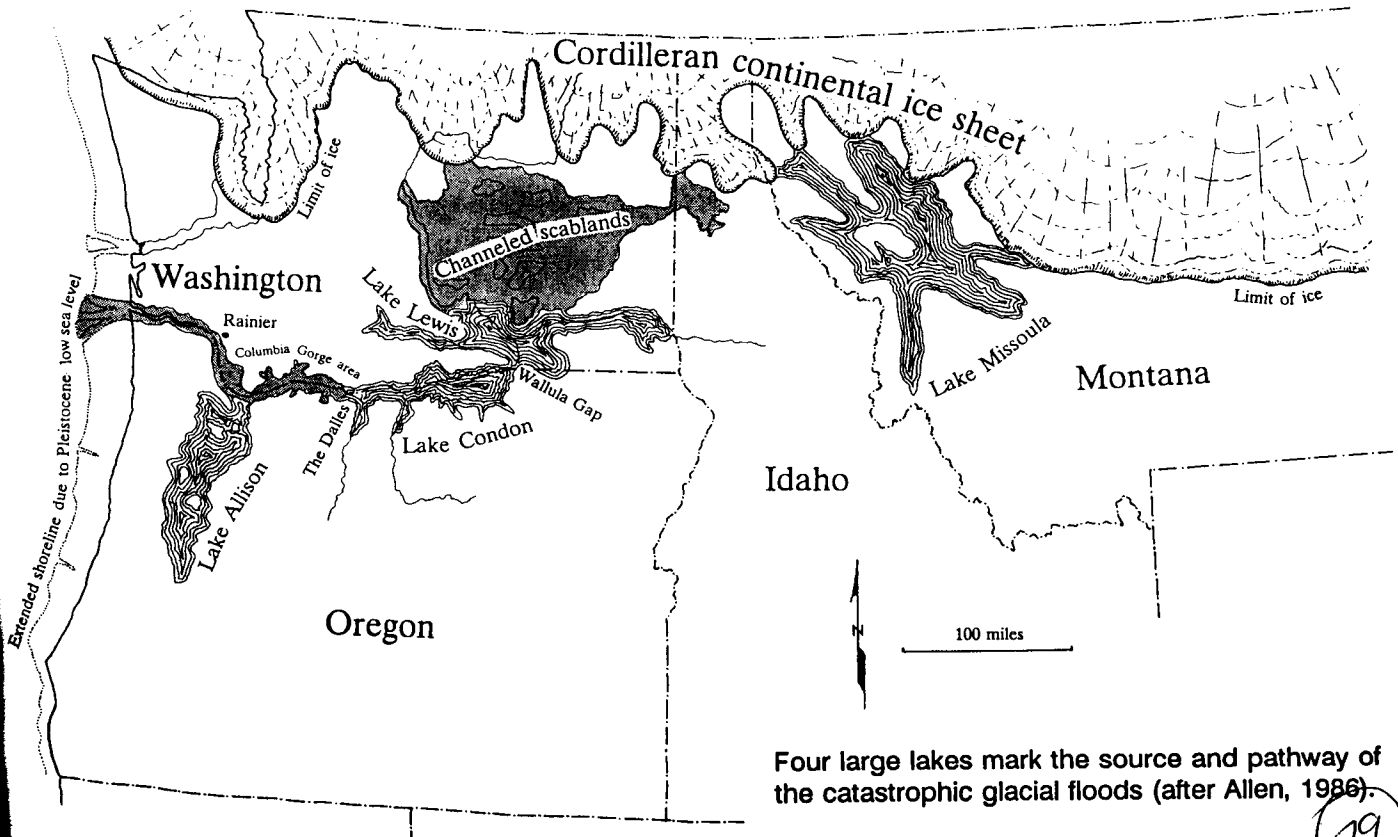 Cordilleran continental ice sheet
Limit of ice
Channeled scablands
Washington
Lake Lewis
Limit of ice
Rainier
Columbia Gorge area
Lake Missoula
Montana
Wallula Gap
The Dalles
Lake Condon
Idaho
Lake Allison
Extended shoreline due to Pleistocene low sea level
Oregon
N
100 miles
Four large lakes mark the source and pathway of
the catastrophic glacial floods (after Allen, 1986).